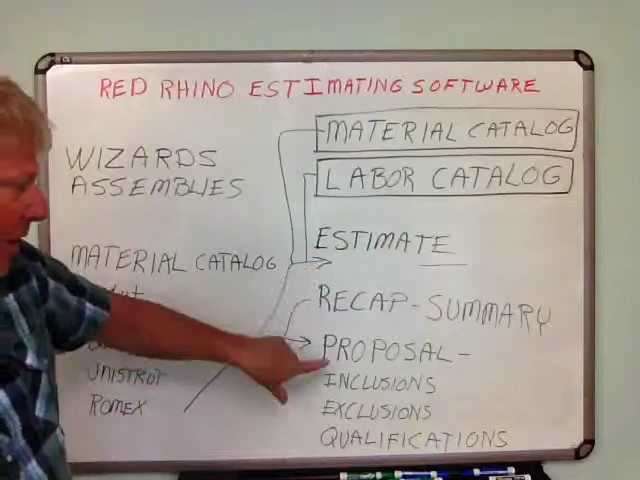 RED RHINO ESTIMATING SOFTWARE
WIZARDS
ASSEMBLIES
MATERIAL CATALOG
UNISTRUT
ROMEX
MATERIAL CATALOG
LABOR CATALOG
ESTIMATE
RECAP - SUMMARY
PROPOSAL -
INCLUSIONS
EXCLUSIONS
QUALIFICATIONS